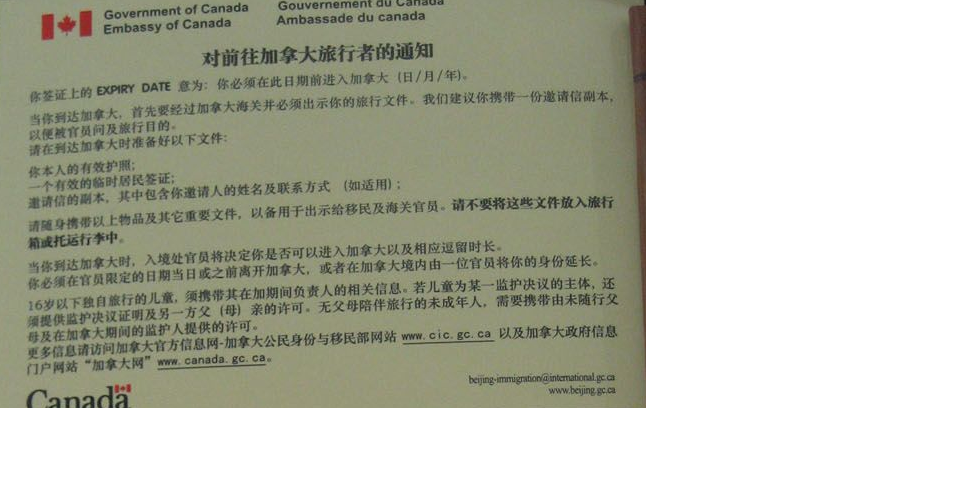 Government of Canada
Embassy of Canada
Gouvernement du Canada
Ambassade du canada
对前往加拿大旅行者的通知
你签证上的 EXPIRY DATE 意为：你必须在此日期前进入加拿大（日/月/年）。
当你到达加拿大，首先要经过加拿大海关并必须出示你的旅行文件。我们建议你携带一份邀请信副本，
以便被官员问及旅行目的。
请在到达加拿大时准备好以下文件：
你本人的有效护照；
一个有效的临时居民签证；
邀请信的副本，其中包含你邀请人的姓名及联系方式 （如适用）；
请随身携带以上物品及其它重要文件，以备用于出示给移民及海关官员。请不要将这些文件放入旅行
箱或托运行李中。
当你到达加拿大时，入境处官员将决定你是否可以进入加拿大以及相应逗留时长。
你必须在官员限定的日期当日或之前离开加拿大，或者在加拿大境内由一位官员将你的身份延长。
16岁以下独自旅行的儿童，须携带其在加期间负责人的相关信息。若儿童为某一监护决议的主体，还
须提供监护决议证明及另一方父（母）亲的许可。无父母陪伴旅行的未成年人，需要携带由未随行父
母及在加拿大期间的监护人提供的许可。
更多信息请访问加拿大官方信息网-加拿大公民身份与移民部网站 www.cic.gc.ca 以及加拿大政府信息
门户网站“加拿大网” www.canada.gc.ca。
Canada
beijing-immigration@international.gc.ca
www.beijing.gc.ca